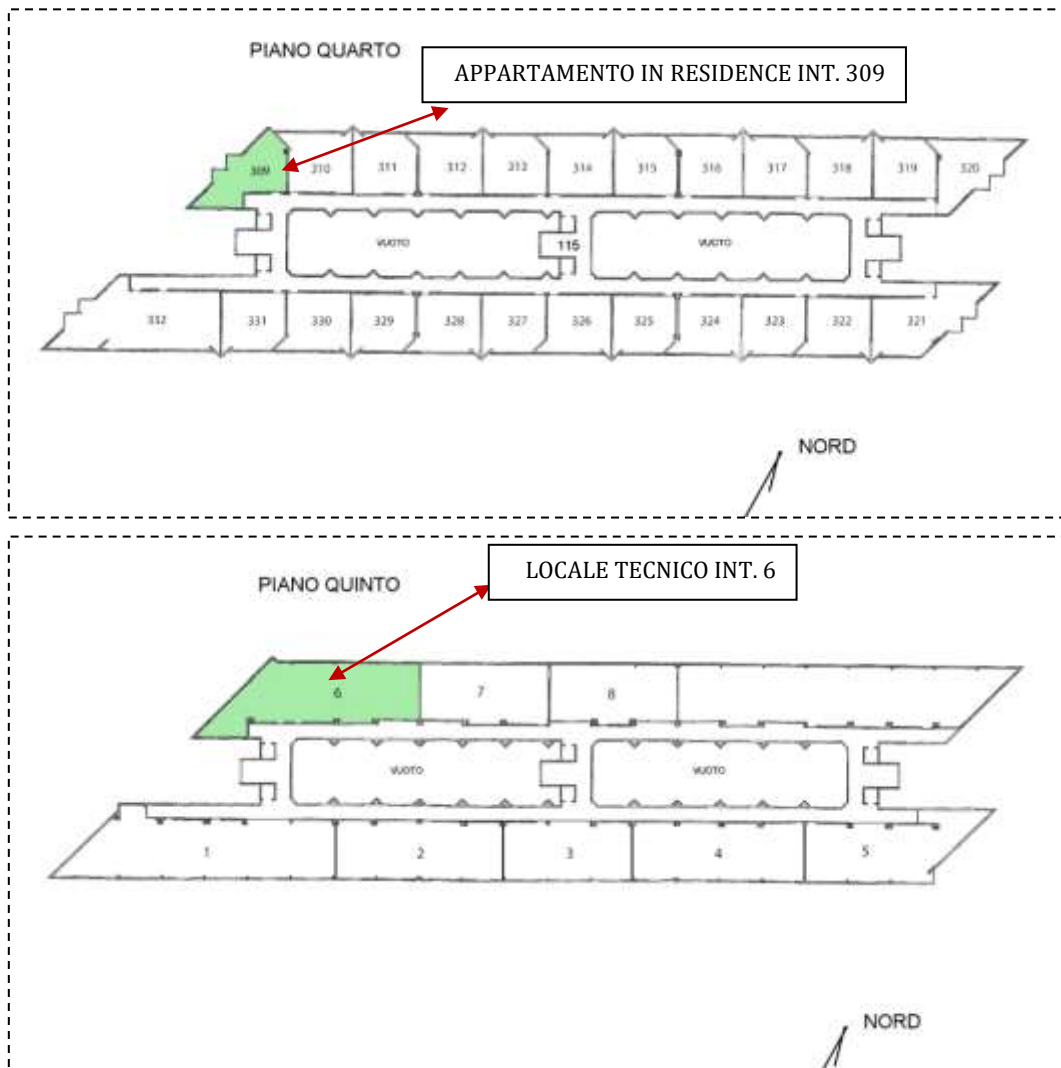 PIANO QUARTO
APPARTAMENTO IN RESIDENCE INT. 309
309 310 311 312 313 314 315 316 317 318 319 320
VUOTO 115 VUOTO
332 331 330 329 328 327 326 325 324 323 322 321
NORD
PIANO QUINTO
LOCALE TECNICO INT. 6
6 7 8
VUOTO VUOTO
1 2 3 4 5
NORD